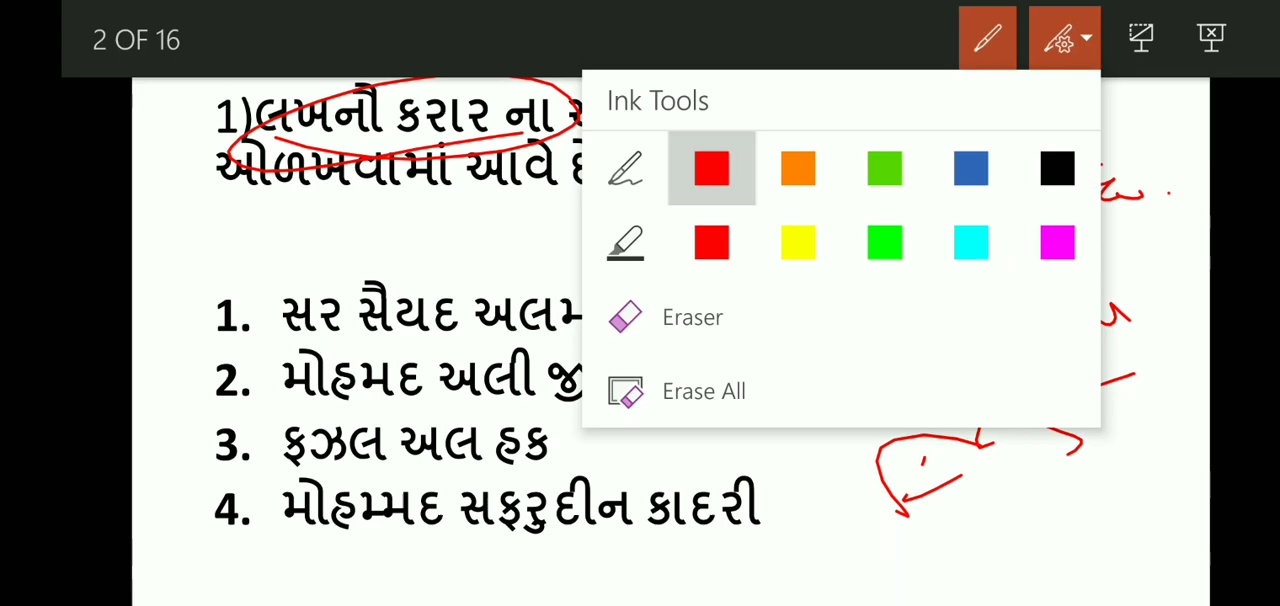 2 OF 16
1)લખનૌ કરાર ના
ઓળખવામાં આવે
Ink Tools
1. સર સૈયદ
2. મોહમદ અલી
Eraser
Erase All
3. ફઝલ અલ હક
4. મોહમ્મદ સફરુદીન કાદરી